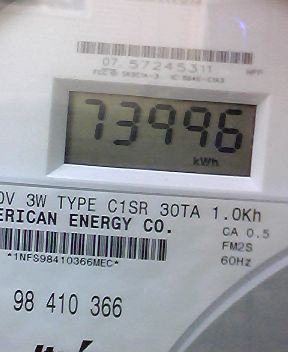 07 57245311
73996
kWh
0V 3W TYPE C1SR 30TA 1.0Kh
ERICAN ENERGY CO.
CA 0.5
FM2S
60Hz
*1NFS98410366MEC*
98 410 366